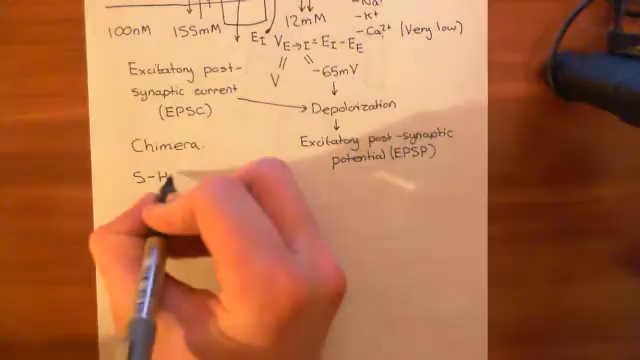 -Na⁺
100nM 155mM 12mM -K⁺
-Ca²⁺ (Very low)
E_I V_E→I = E_I - E_E
V -65mV
Excitatory post-
synaptic current
(EPSC)
Depolarization
Excitatory post-synaptic
potential (EPSP)
Chimera.
S-H